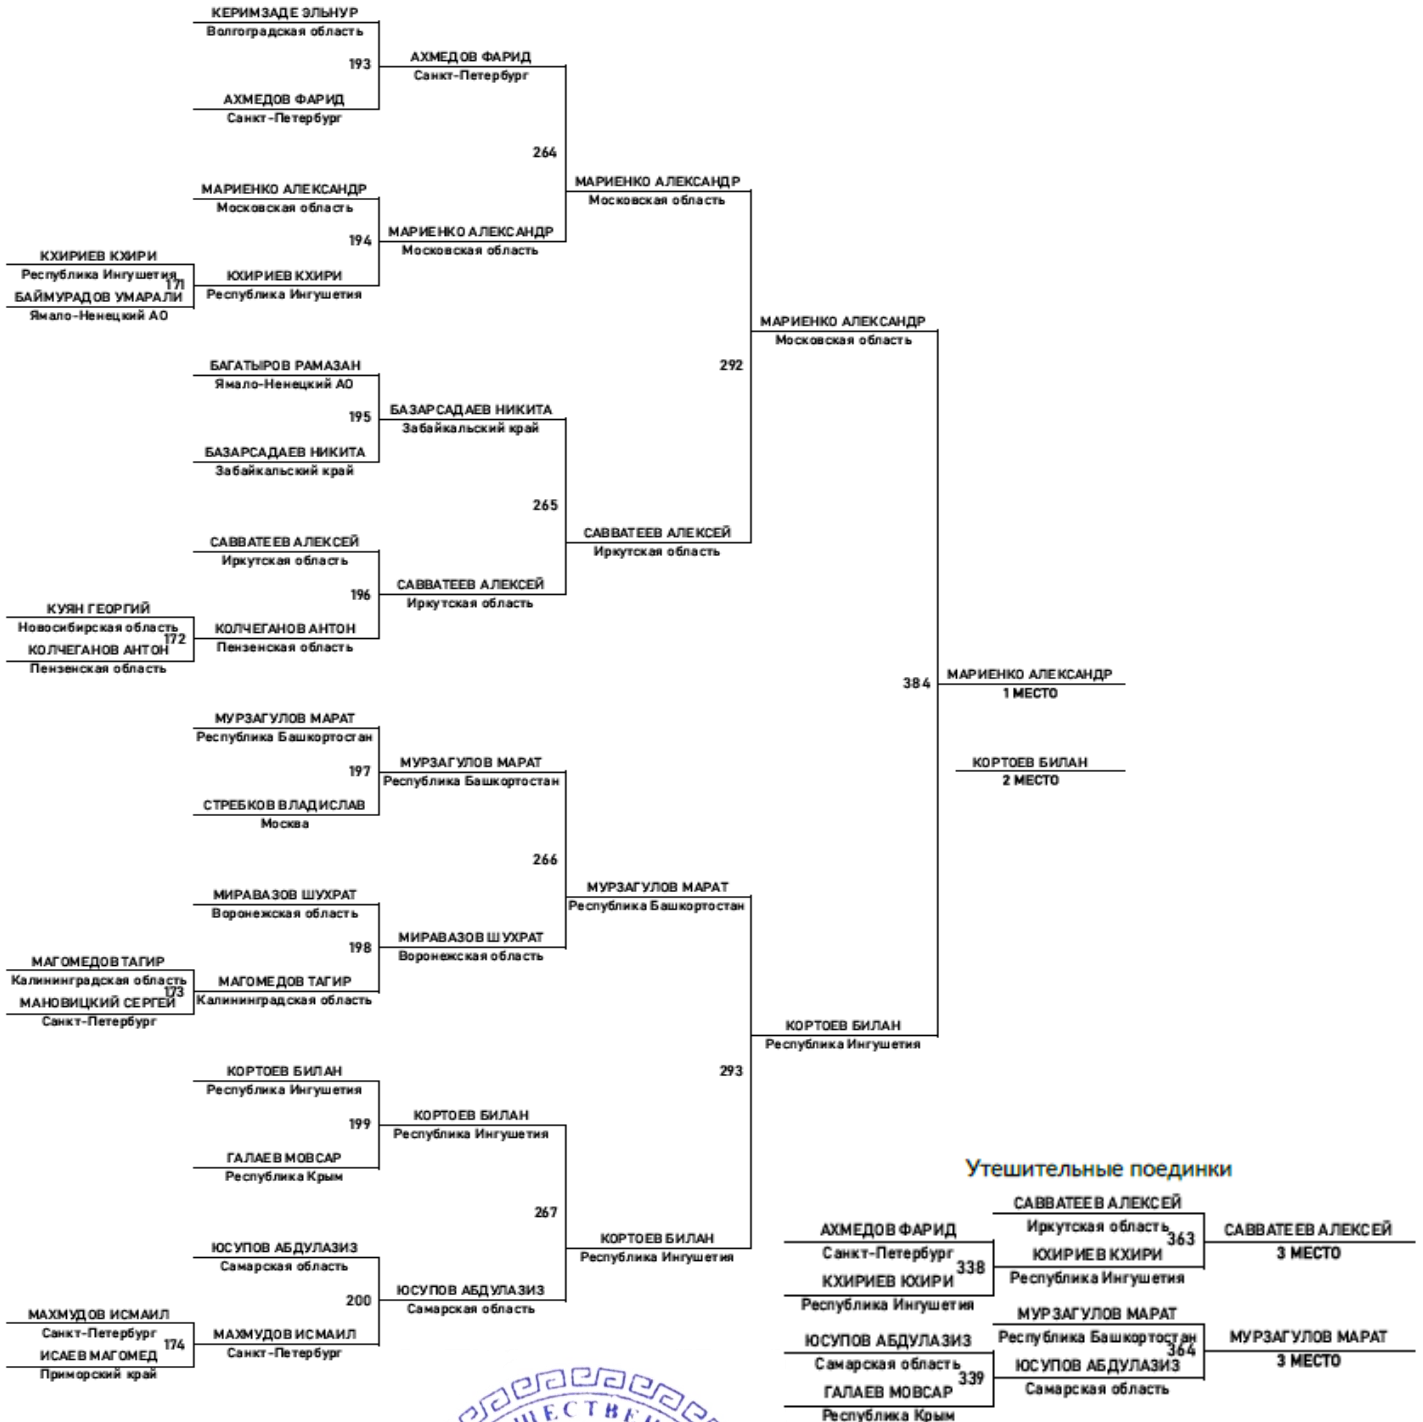 КЕРИМЗАДЕ ЭЛЬНУР
Волгоградская область
193
АХМЕДОВ ФАРИД
Санкт-Петербург
АХМЕДОВ ФАРИД
Санкт-Петербург
264
МАРИЕНКО АЛЕКСАНДР
Московская область
194
КХИРИЕВ КХИРИ
Республика Ингушетия
171
БАЙМУРАДОВ УМАРАЛИ
Ямало-Ненецкий АО
КХИРИЕВ КХИРИ
Республика Ингушетия
МАРИЕНКО АЛЕКСАНДР
Московская область
МАРИЕНКО АЛЕКСАНДР
Московская область
БАГАТЫРОВ РАМАЗАН
Ямало-Ненецкий АО
195
БАЗАРСАДАЕВ НИКИТА
Забайкальский край
БАЗАРСАДАЕВ НИКИТА
Забайкальский край
265
САВВАТЕЕВ АЛЕКСЕЙ
Иркутская область
196
КУЯН ГЕОРГИЙ
Новосибирская область
172
КОЛЧЕГАНОВ АНТОН
Пензенская область
КОЛЧЕГАНОВ АНТОН
Пензенская область
САВВАТЕЕВ АЛЕКСЕЙ
Иркутская область
САВВАТЕЕВ АЛЕКСЕЙ
Иркутская область
292
МАРИЕНКО АЛЕКСАНДР
Московская область
384
МАРИЕНКО АЛЕКСАНДР
1 МЕСТО
КОРТОЕВ БИЛАН
2 МЕСТО
МУРЗАГУЛОВ МАРАТ
Республика Башкортостан
197
СТРЕБКОВ ВЛАДИСЛАВ
Москва
МУРЗАГУЛОВ МАРАТ
Республика Башкортостан
266
МИРАВАЗОВ ШУХРАТ
Воронежская область
198
МАГОМЕДОВ ТАГИР
Калининградская область
173
МАНОВИЦКИЙ СЕРГЕЙ
Санкт-Петербург
МАГОМЕДОВ ТАГИР
Калининградская область
МИРАВАЗОВ ШУХРАТ
Воронежская область
МУРЗАГУЛОВ МАРАТ
Республика Башкортостан
293
КОРТОЕВ БИЛАН
Республика Ингушетия
КОРТОЕВ БИЛАН
Республика Ингушетия
199
ГАЛАЕВ МОВСАР
Республика Крым
КОРТОЕВ БИЛАН
Республика Ингушетия
267
ЮСУПОВ АБДУЛАЗИЗ
Самарская область
200
МАХМУДОВ ИСМАИЛ
Санкт-Петербург
174
ИСАЕВ МАГОМЕД
Приморский край
МАХМУДОВ ИСМАИЛ
Санкт-Петербург
ЮСУПОВ АБДУЛАЗИЗ
Самарская область
КОРТОЕВ БИЛАН
Республика Ингушетия
Утешительные поединки
АХМЕДОВ ФАРИД
Санкт-Петербург
338
КХИРИЕВ КХИРИ
Республика Ингушетия
САВВАТЕЕВ АЛЕКСЕЙ
Иркутская область
363
КХИРИЕВ КХИРИ
Республика Ингушетия
САВВАТЕЕВ АЛЕКСЕЙ
3 МЕСТО
ЮСУПОВ АБДУЛАЗИЗ
Самарская область
339
ГАЛАЕВ МОВСАР
Республика Крым
МУРЗАГУЛОВ МАРАТ
Республика Башкортостан
364
ЮСУПОВ АБДУЛАЗИЗ
Самарская область
МУРЗАГУЛОВ МАРАТ
3 МЕСТО